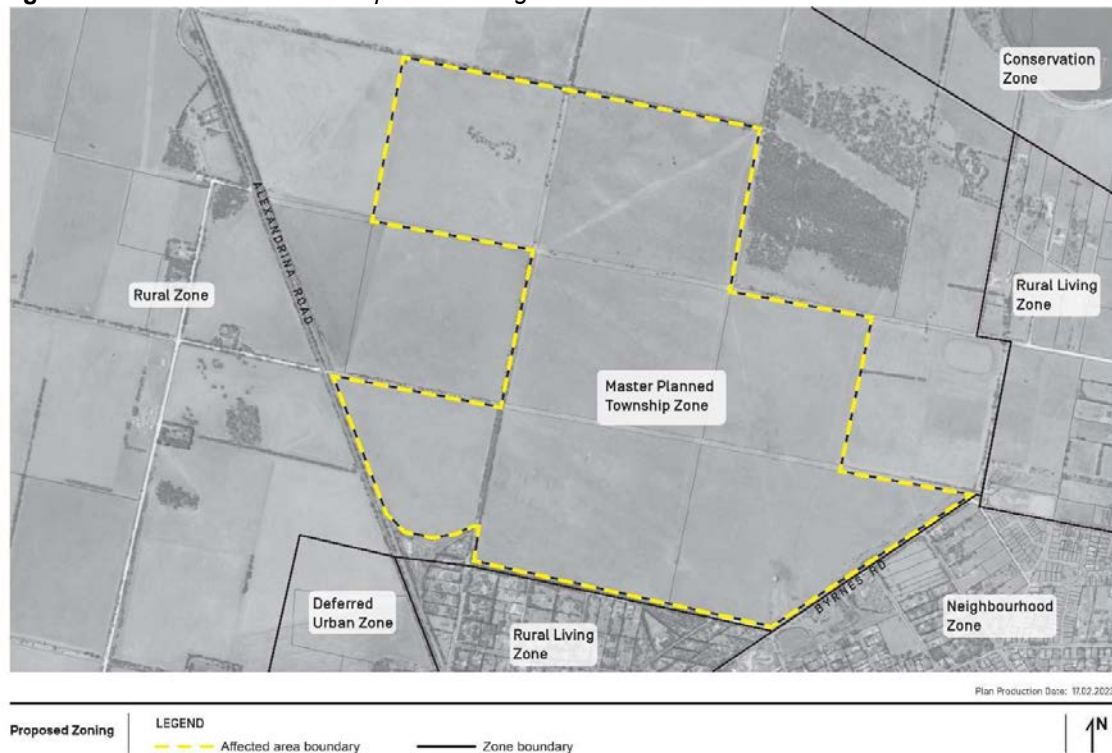 Conservation
Zone
ALEXANDRINA ROAD
Rural Zone
Rural Living
Zone
Master Planned
Township Zone
BYRNES RD
Deferred
Urban Zone
Rural Living
Zone
Neighbourhood
Zone
Plan Production Date: 17.02.2023
Proposed Zoning
LEGEND
Affected area boundary
Zone boundary
N